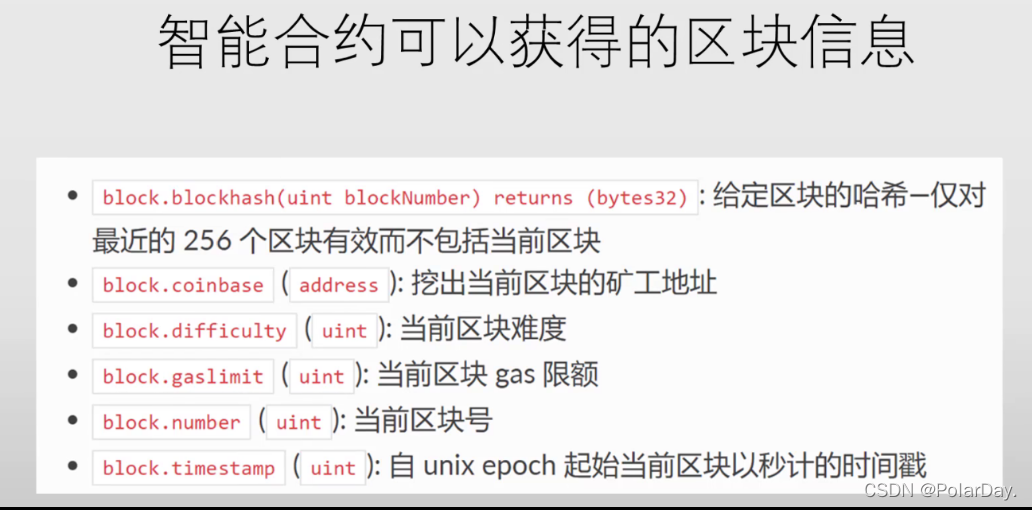 智能合约可以获得的区块信息
• block.blockhash(uint blockNumber) returns (bytes32) : 给定区块的哈希—仅对
最近的 256 个区块有效而不包括当前区块
• block.coinbase ( address ): 挖出当前区块的矿工地址
• block.difficulty ( uint ): 当前区块难度
• block.gaslimit ( uint ): 当前区块 gas 限额
• block.number ( uint ): 当前区块号
• block.timestamp ( uint ): 自 unix epoch 起始当前区块以秒计的时间戳
CSDN @PolarDay.